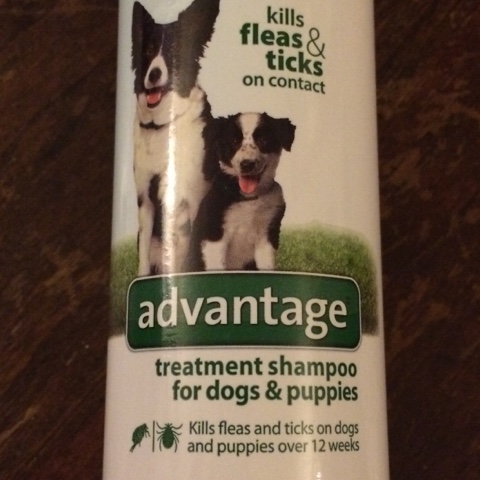 kills
fleas &
ticks
on contact
advantage
treatment shampoo
for dogs & puppies
Kills fleas and ticks on dogs
and puppies over 12 weeks